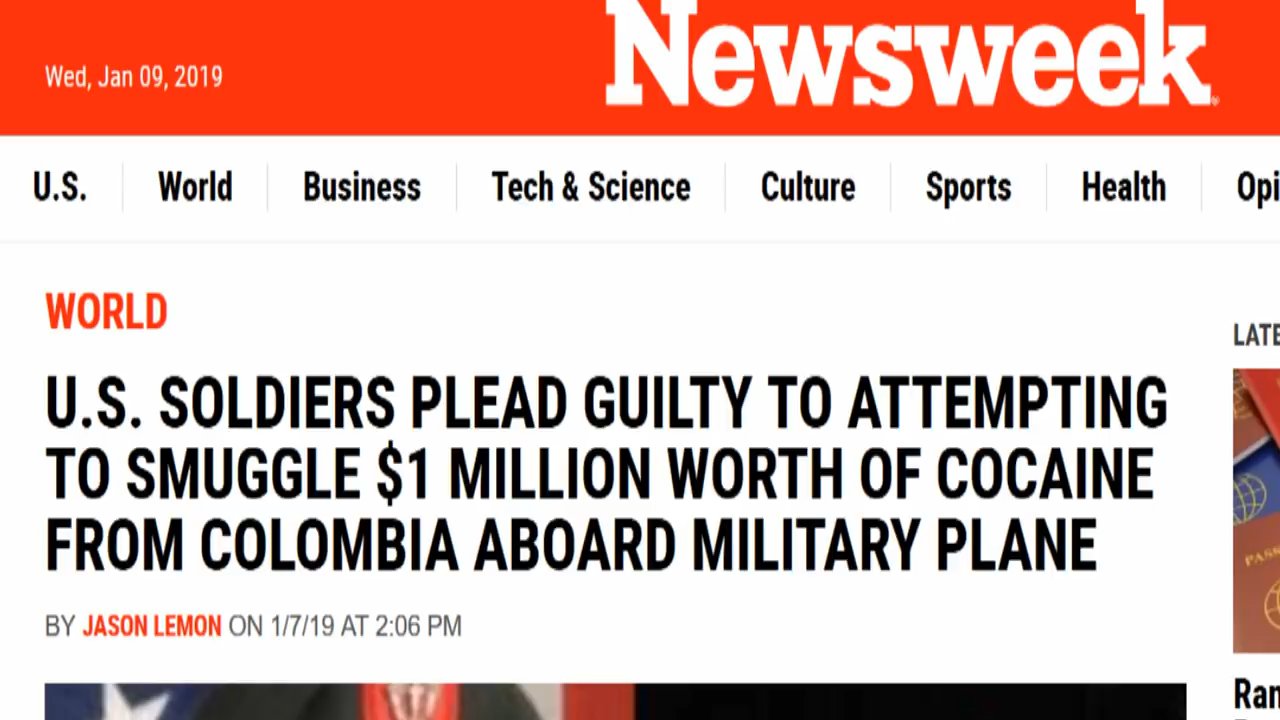 Newsweek
Wed, Jan 09, 2019
U.S. World Business Tech & Science Culture Sports Health
WORLD
U.S. SOLDIERS PLEAD GUILTY TO ATTEMPTING
TO SMUGGLE $1 MILLION WORTH OF COCAINE
FROM COLOMBIA ABOARD MILITARY PLANE
BY JASON LEMON ON 1/7/19 AT 2:06 PM